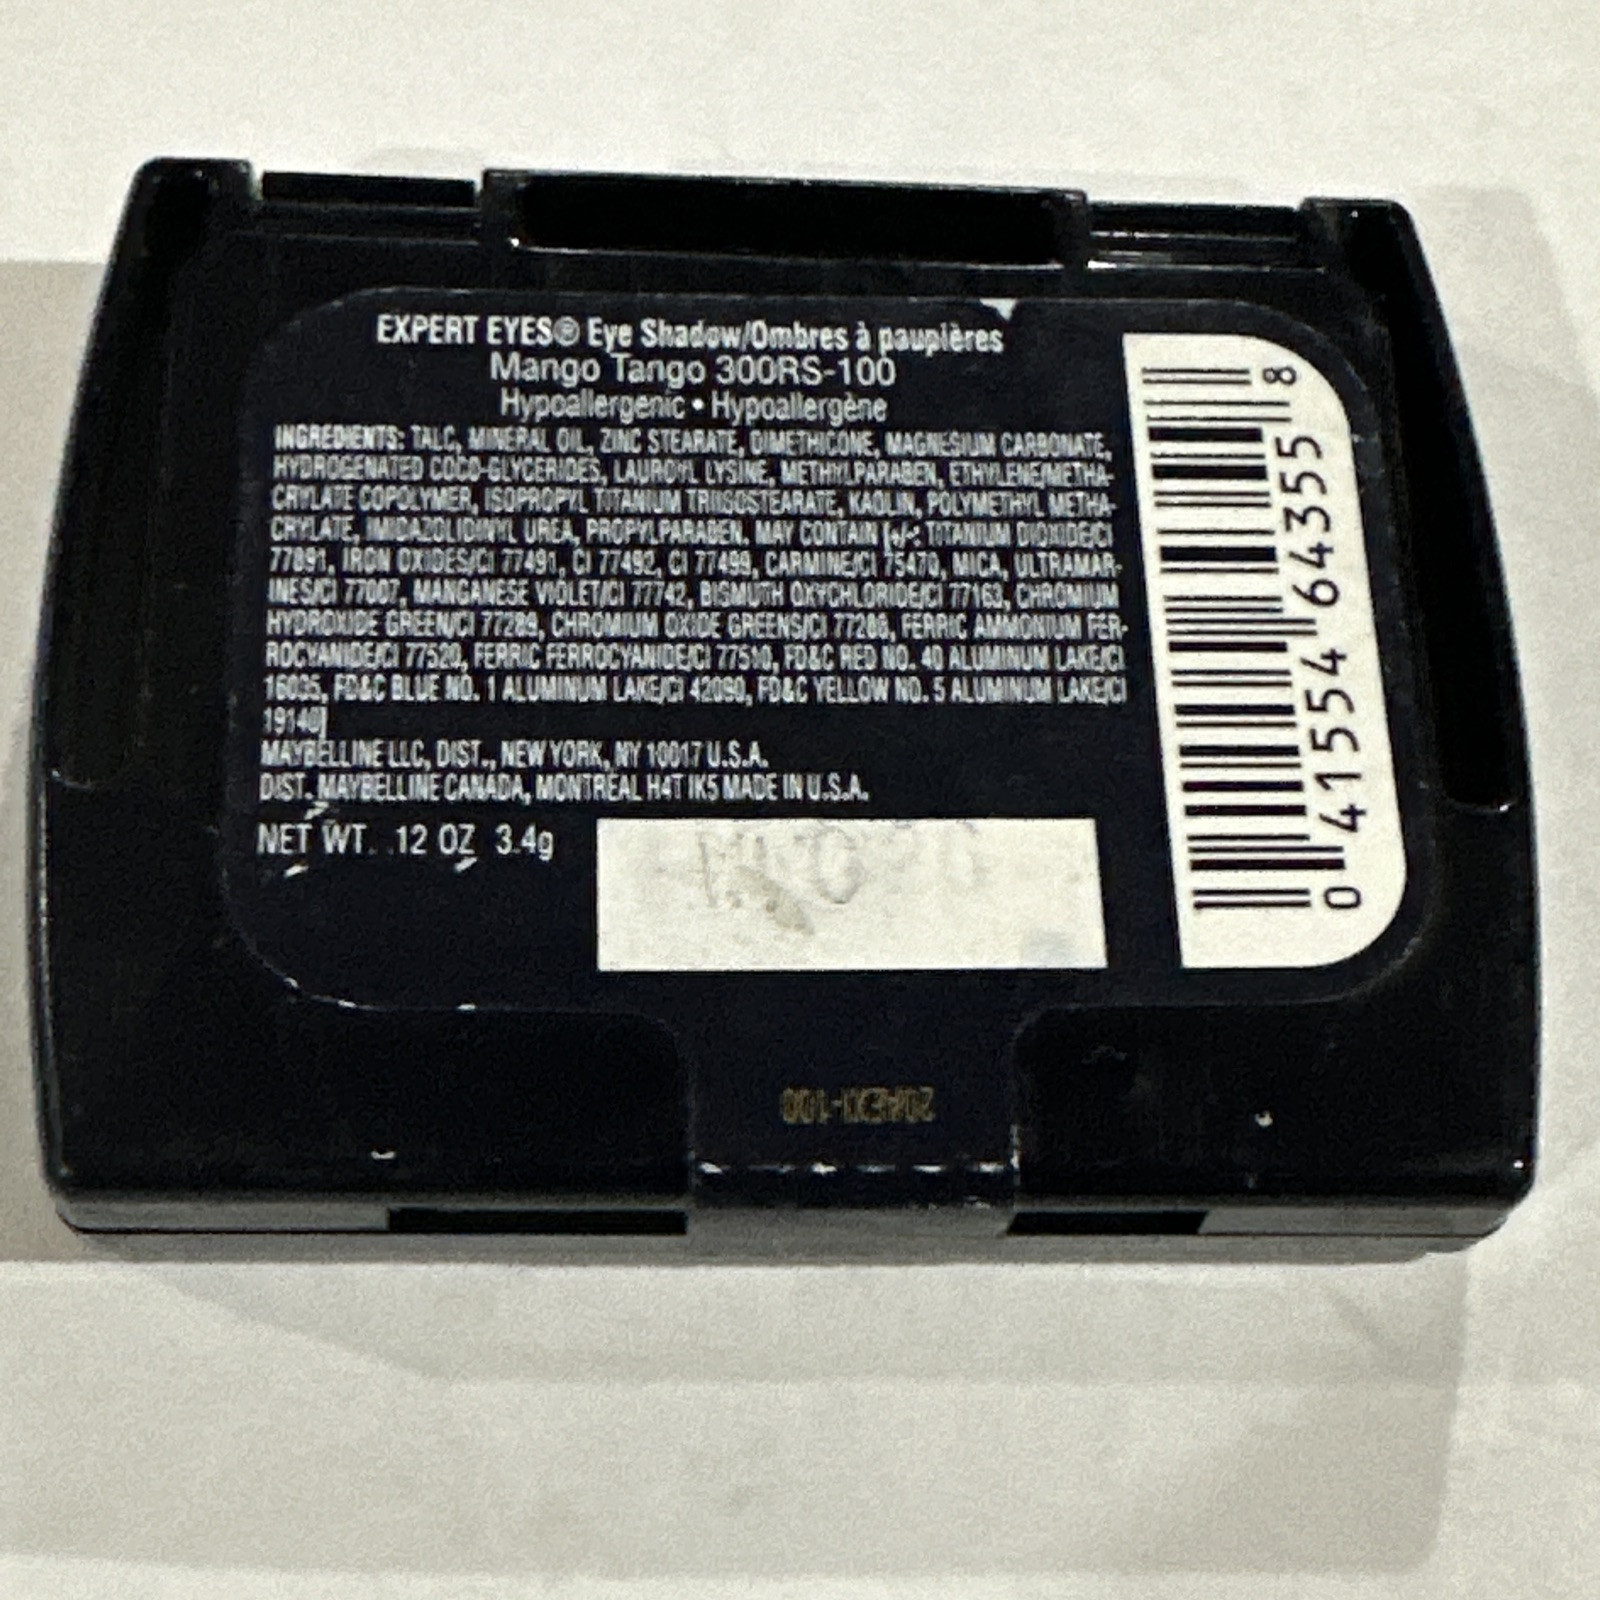 EXPERT EYES® Eye Shadow/Ombres à paupières
Mango Tango 300RS-100
Hypoallergenic • Hypoallergène
INGREDIENTS: TALC, MINERAL OIL, ZINC STEARATE, DIMETHICONE, MAGNESIUM CARBONATE,
HYDROGENATED COCO-GLYCERIDES, LAUROYL LYSINE, METHYLPARABEN, ETHYLENE/METHA-
CRYLATE COPOLYMER, ISOPROPYL TITANIUM TRIISOSTEARATE, KAOLIN, POLYMETHYL METHA-
CRYLATE, IMIDAZOLIDINYL UREA, PROPYLPARABEN, MAY CONTAIN [+/-: TITANIUM DIOXIDE/CI
77891, IRON OXIDES/CI 77491, CI 77492, CI 77499, CARMINE/CI 75470, MICA, ULTRAMAR-
INES/CI 77007, MANGANESE VIOLET/CI 77742, BISMUTH OXYCHLORIDE/CI 77163, CHROMIUM
HYDROXIDE GREEN/CI 77289, CHROMIUM OXIDE GREENS/CI 77288, FERRIC AMMONIUM FER-
ROCYANIDE/CI 77520, FERRIC FERROCYANIDE/CI 77510, FD&C RED NO. 40 ALUMINUM LAKE/CI
16035, FD&C BLUE NO. 1 ALUMINUM LAKE/CI 42090, FD&C YELLOW NO. 5 ALUMINUM LAKE/CI
19140]
MAYBELLINE LLC, DIST., NEW YORK, NY 10017 U.S.A.
DIST. MAYBELLINE CANADA, MONTREAL H4T 1K5 MADE IN U.S.A.
NET WT. .12 OZ 3.4g
0 41554 64355 8